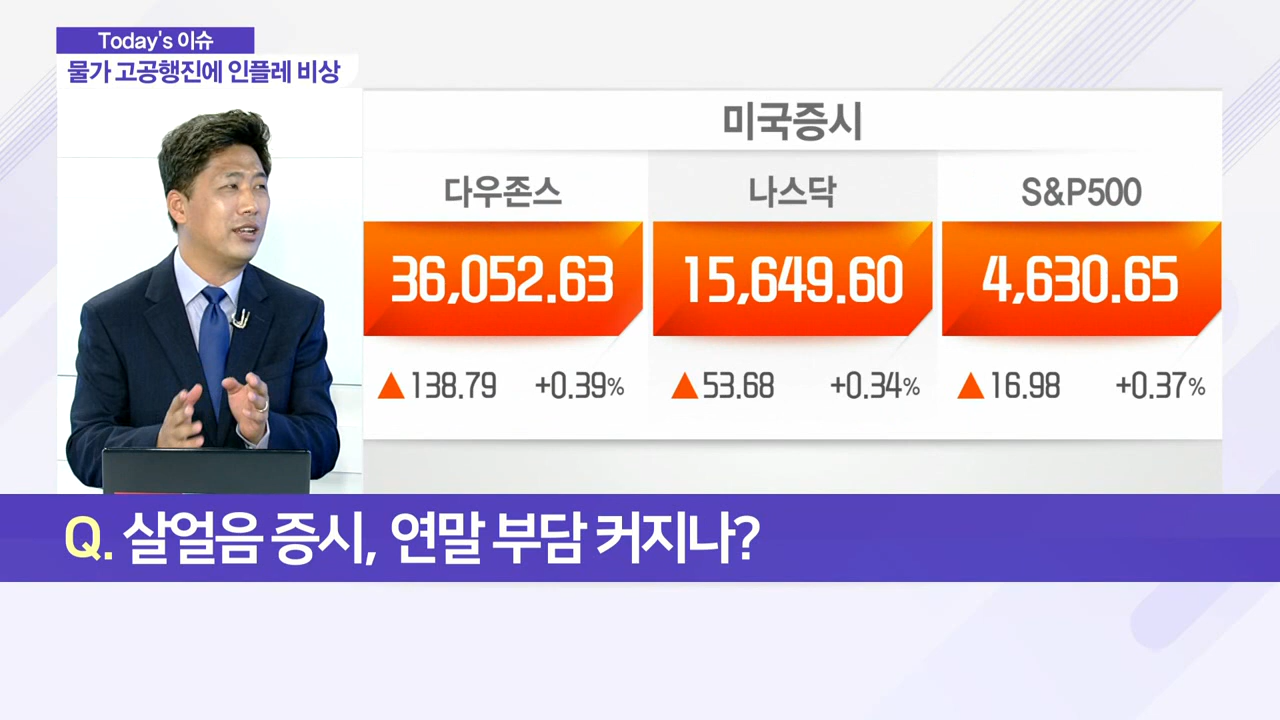 Today's 이슈
물가 고공행진에 인플레 비상
미국증시
다우존스
나스닥
S&P500
36,052.63
15,649.60
4,630.65
▲138.79 +0.39%
▲53.68 +0.34%
▲16.98 +0.37%
Q. 살얼음 증시, 연말 부담 커지나?